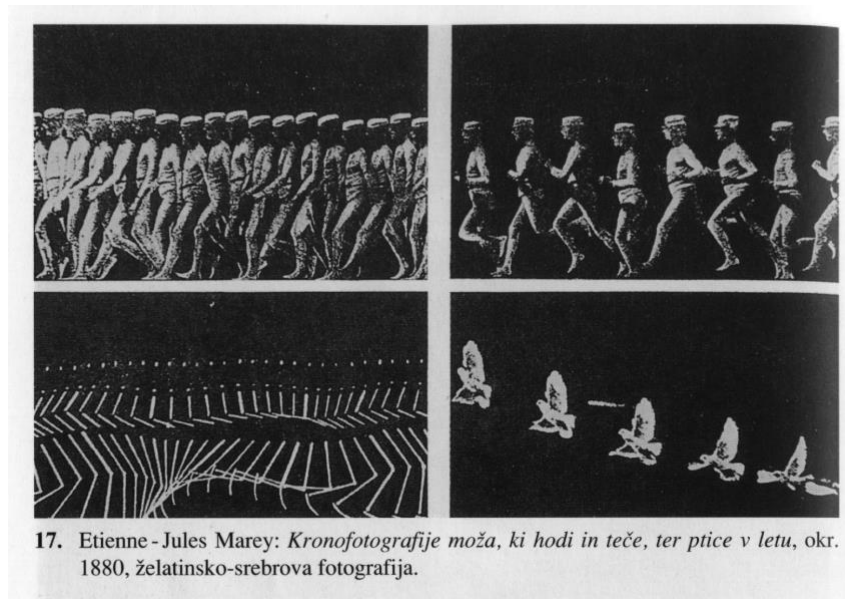 17. Etienne - Jules Marey: Kronofotografije moža, ki hodi in teče, ter ptice v letu, okr.
1880, želatinsko-srebrova fotografija.